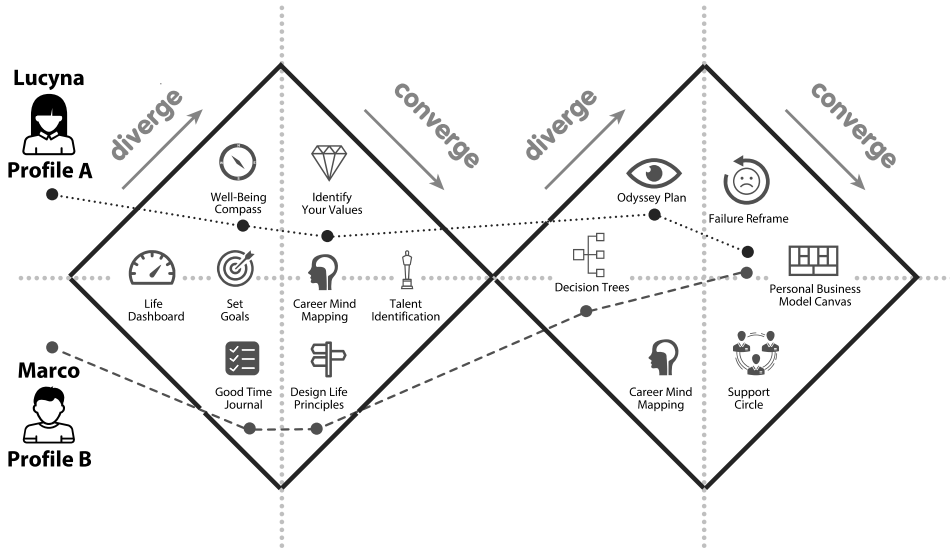 Lucyna
Profile A
diverge
converge
diverge
converge
Well-Being
Compass
Identify
Your Values
Odyssey Plan
Failure Reframe
Life
Dashboard
Set
Goals
Career Mind
Mapping
Talent
Identification
Decision Trees
Personal Business
Model Canvas
Marco
Profile B
Good Time
Journal
Design Life
Principles
Career Mind
Mapping
Support
Circle